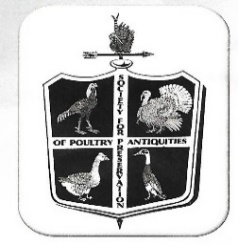 SOCIETY FOR PRESERVATION
OF POULTRY ANTIQUITIES